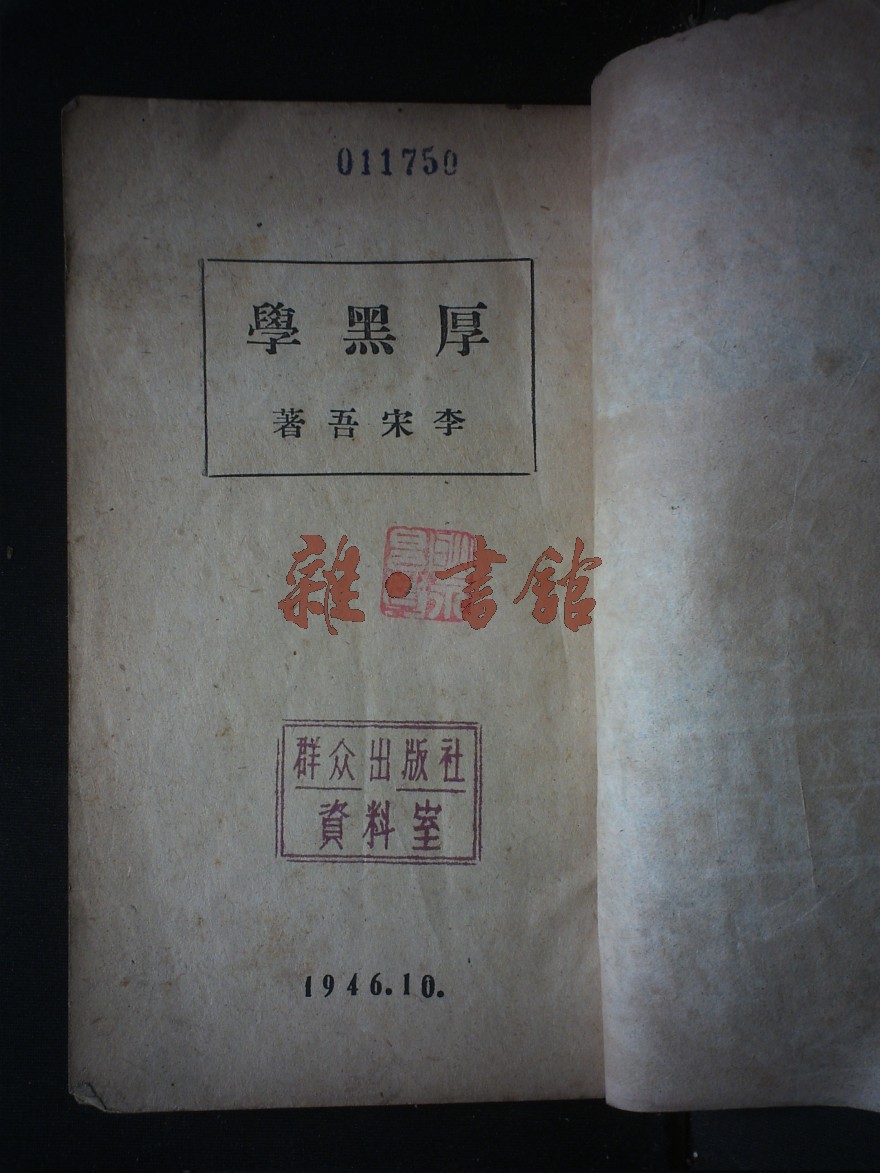 011750
厚黑學
李宋吾著
雜·書館
群众出版社
資料室
1946.10.